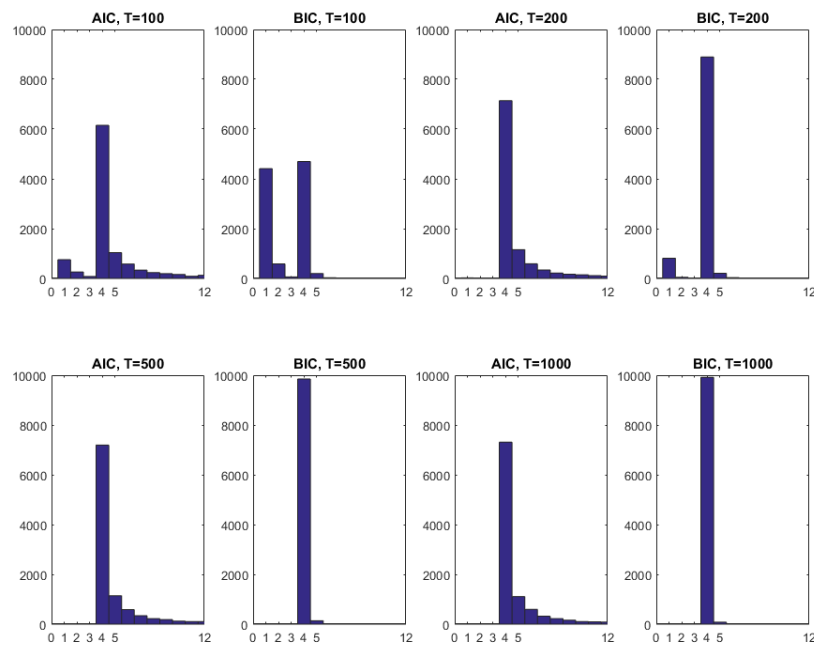 AIC, T=100
BIC, T=100
AIC, T=200
BIC, T=200
10000 10000 10000 10000
8000 8000 8000 8000
6000 6000 6000 6000
4000 4000 4000 4000
2000 2000 2000 2000
0 0 0 0
0 1 2 3 4 5 12 0 1 2 3 4 5 12 0 1 2 3 4 5 12 0 1 2 3 4 5 12
AIC, T=500
BIC, T=500
AIC, T=1000
BIC, T=1000
10000 10000 10000 10000
8000 8000 8000 8000
6000 6000 6000 6000
4000 4000 4000 4000
2000 2000 2000 2000
0 0 0 0
0 1 2 3 4 5 12 0 1 2 3 4 5 12 0 1 2 3 4 5 12 0 1 2 3 4 5 12